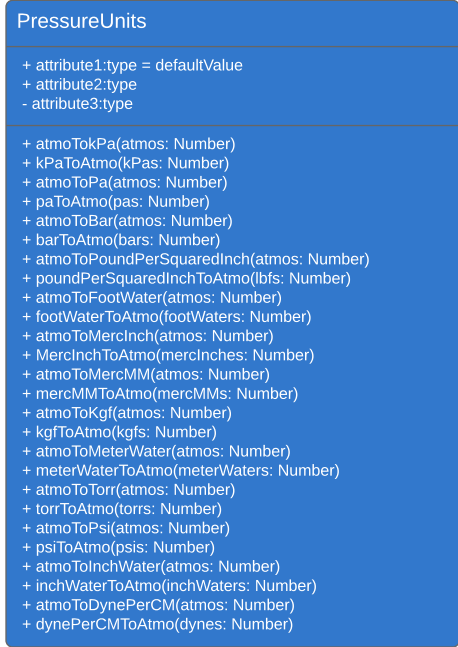 PressureUnits
+ attribute1:type = defaultValue
+ attribute2:type
- attribute3:type
+ atmoTokPa(atmos: Number)
+ kPaToAtmo(kPas: Number)
+ atmoToPa(atmos: Number)
+ paToAtmo(pas: Number)
+ atmoToBar(atmos: Number)
+ barToAtmo(bars: Number)
+ atmoToPoundPerSquaredInch(atmos: Number)
+ poundPerSquaredInchToAtmo(lbfs: Number)
+ atmoToFootWater(atmos: Number)
+ footWaterToAtmo(footWaters: Number)
+ atmoToMercInch(atmos: Number)
+ MercInchToAtmo(mercInches: Number)
+ atmoToMercMM(atmos: Number)
+ mercMMToAtmo(mercMMs: Number)
+ atmoToKgf(atmos: Number)
+ kgfToAtmo(kgfs: Number)
+ atmoToMeterWater(atmos: Number)
+ meterWaterToAtmo(meterWaters: Number)
+ atmoToTorr(atmos: Number)
+ torrToAtmo(torrs: Number)
+ atmoToPsi(atmos: Number)
+ psiToAtmo(psis: Number)
+ atmoToInchWater(atmos: Number)
+ inchWaterToAtmo(inchWaters: Number)
+ atmoToDynePerCM(atmos: Number)
+ dynePerCMToAtmo(dynes: Number)